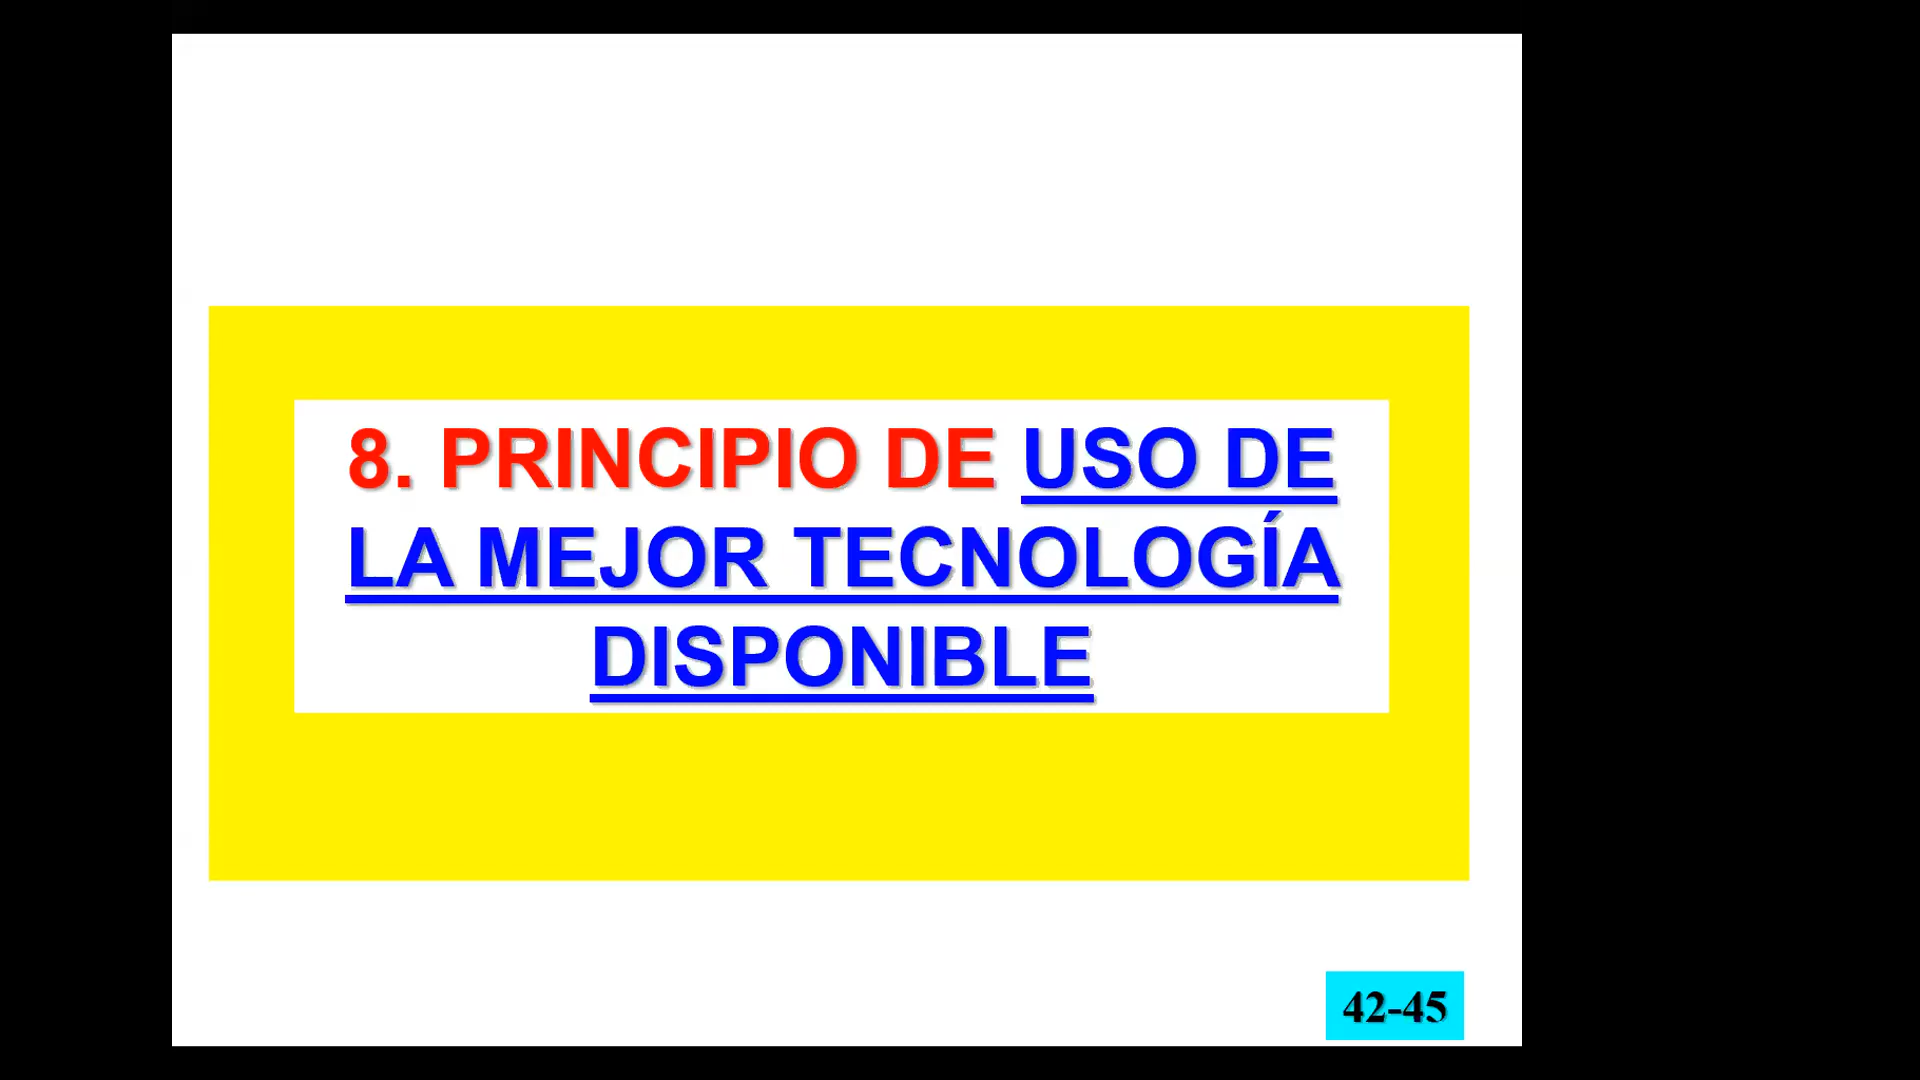 8. PRINCIPIO DE USO DE
LA MEJOR TECNOLOGÍA
DISPONIBLE
42-45